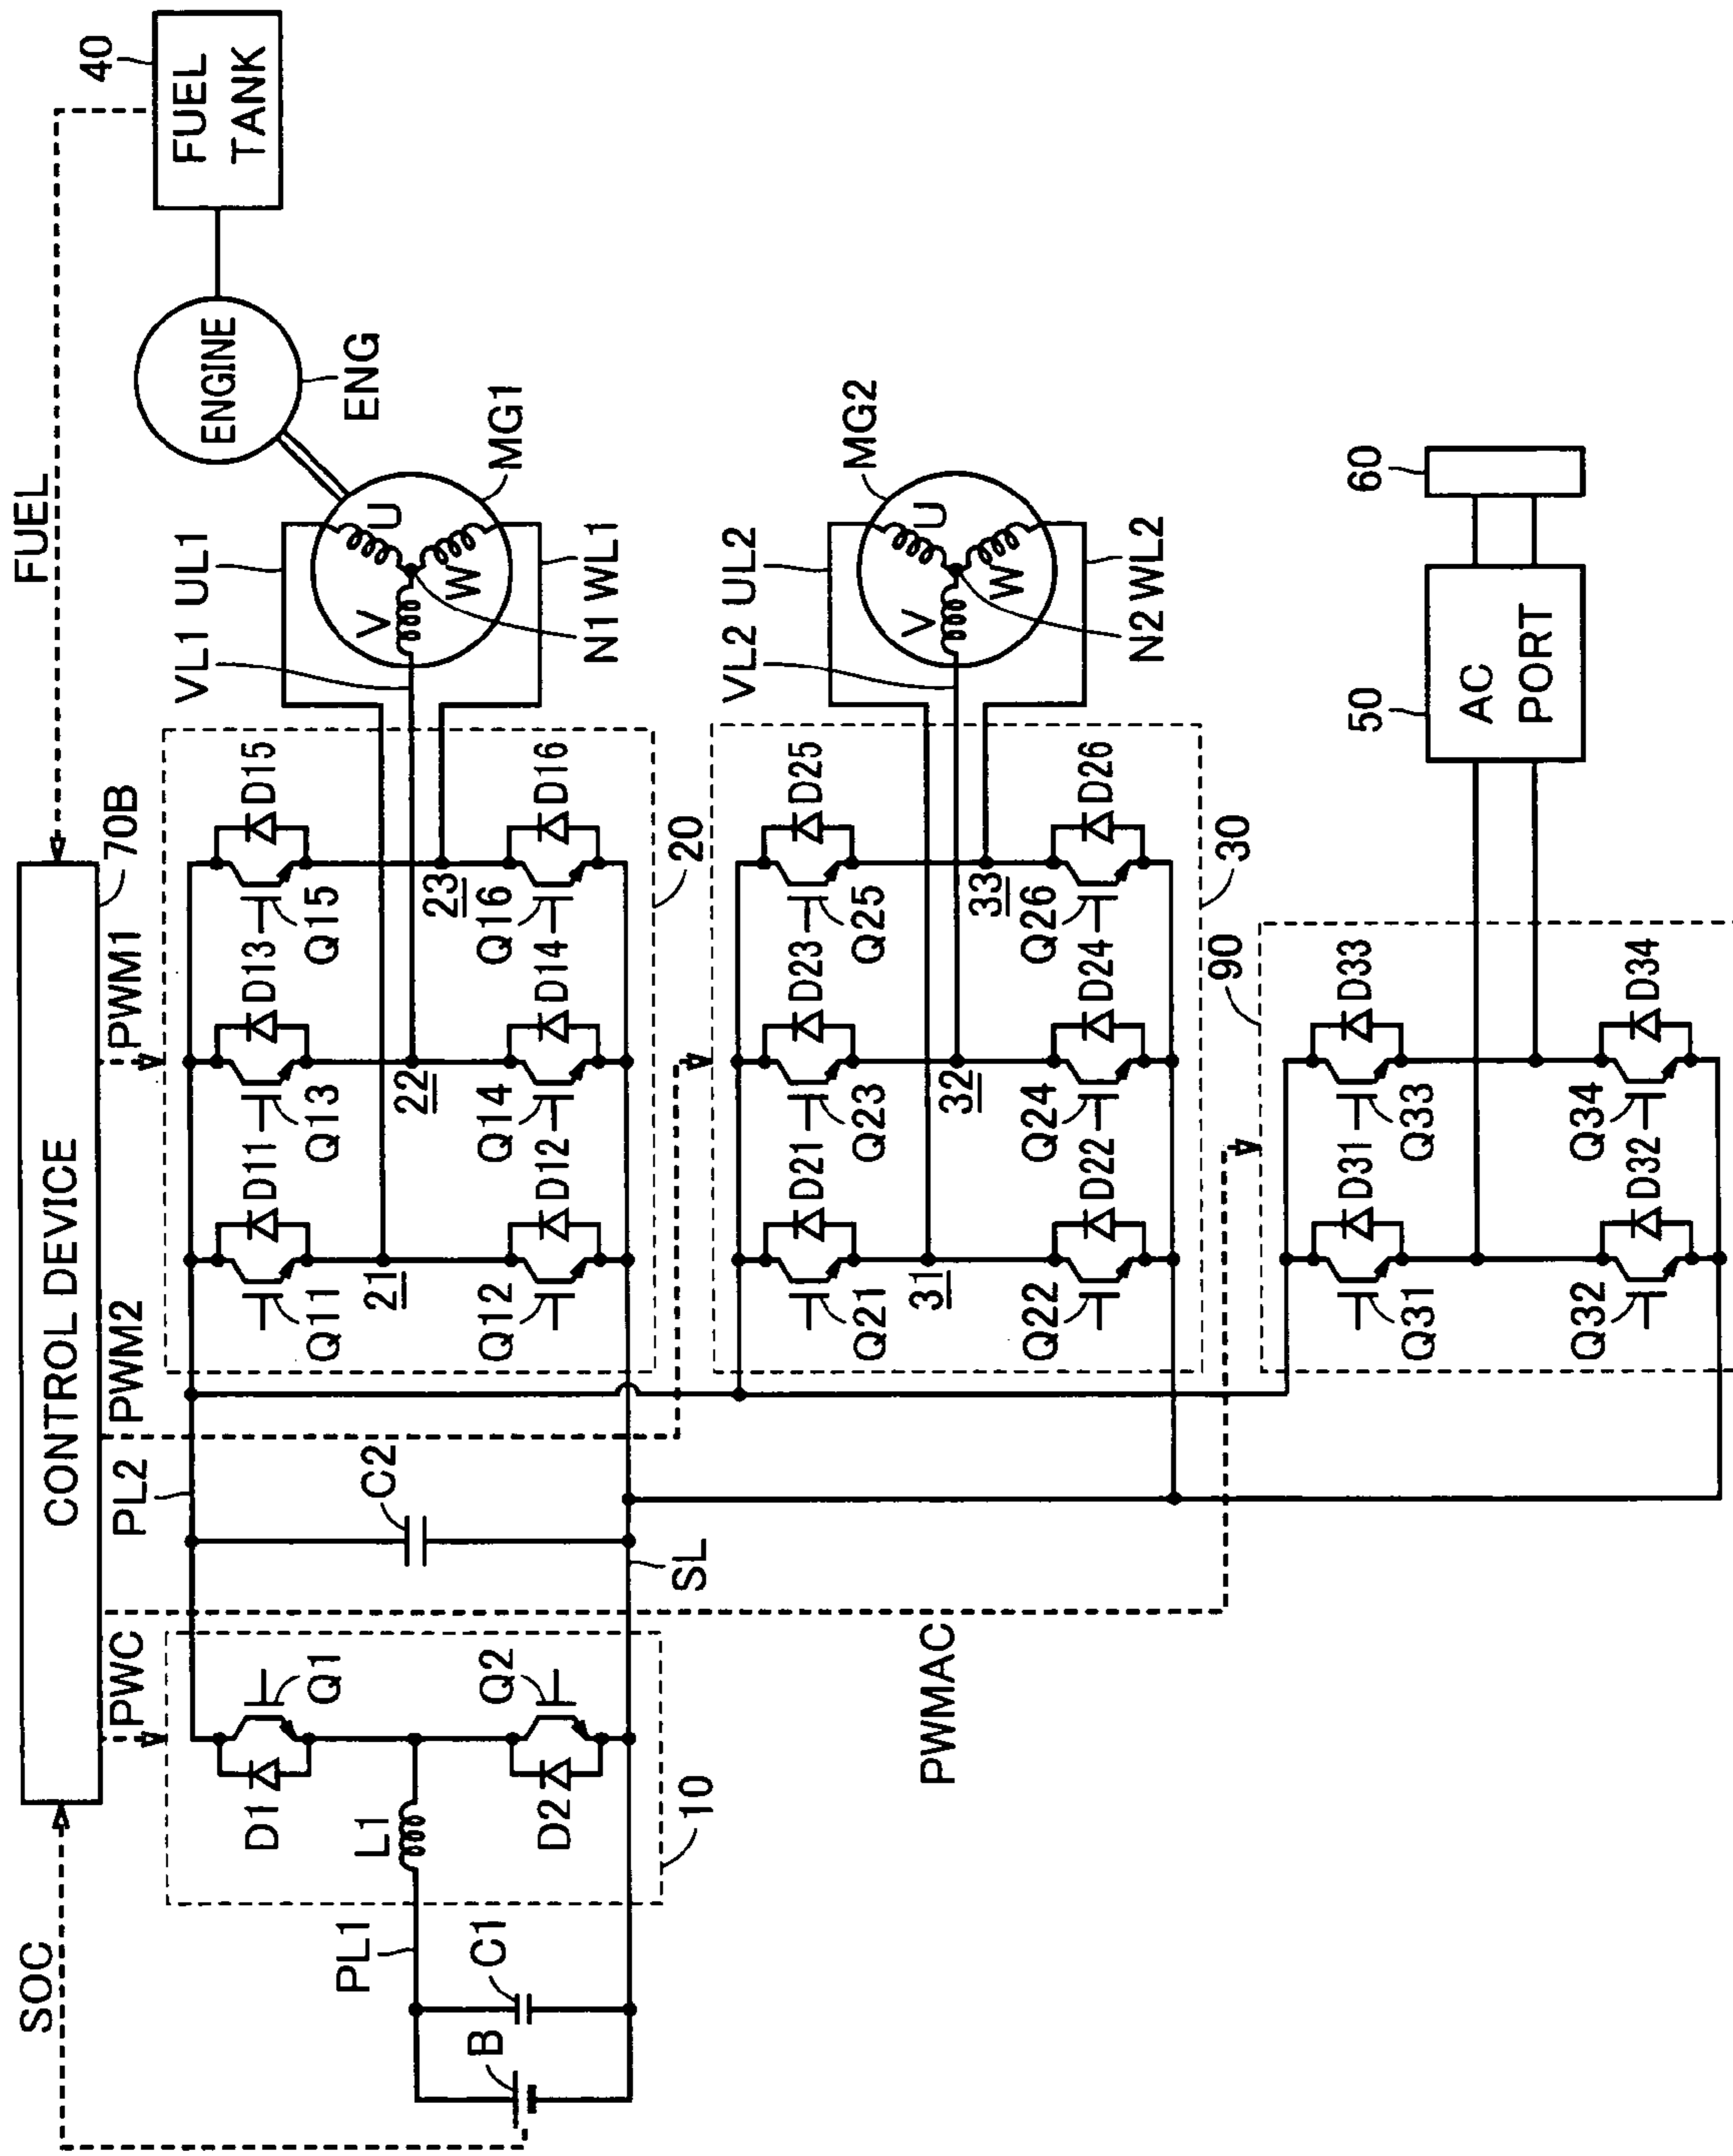 SOC
FUEL
CONTROL DEVICE
70B
40
FUEL
TANK
PWC
PL2
PWM2
PWM1
ENGINE
ENG
D1
Q1
L1
D2
Q2
10
PL1
B
C1
C2
SL
PWMAC
Q11
D11
Q13
D13
Q15
D15
21
22
23
Q12
D12
Q14
D14
Q16
D16
20
VL1
UL1
U
V
W
MG1
N1
WL1
Q21
D21
Q23
D23
Q25
D25
31
32
33
Q22
D22
Q24
D24
Q26
D26
30
VL2
UL2
U
V
W
MG2
N2
WL2
90
Q31
D31
Q33
D33
Q32
D32
Q34
D34
50
AC
PORT
60